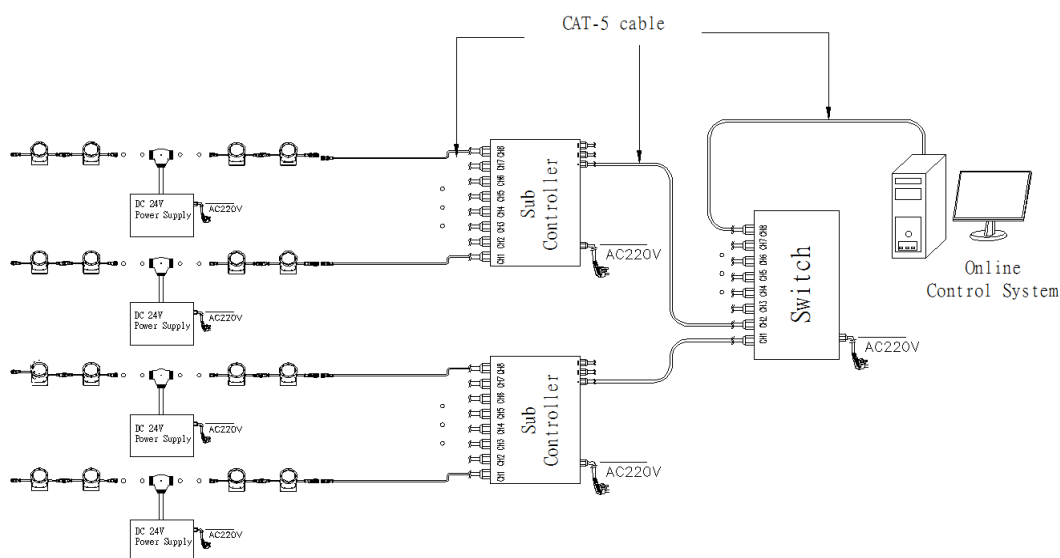 CAT-5 cable
DC 24V
Power Supply
AC220V
DC 24V
Power Supply
AC220V
DC 24V
Power Supply
AC220V
DC 24V
Power Supply
AC220V
CH8
CH7
CH6
CH5
CH4
CH3
CH2
CH1
Sub
Controller
AC220V
CH8
CH7
CH6
CH5
CH4
CH3
CH2
CH1
Sub
Controller
AC220V
CH8
CH7
CH6
CH5
CH4
CH3
CH2
CH1
Switch
AC220V
Online
Control System